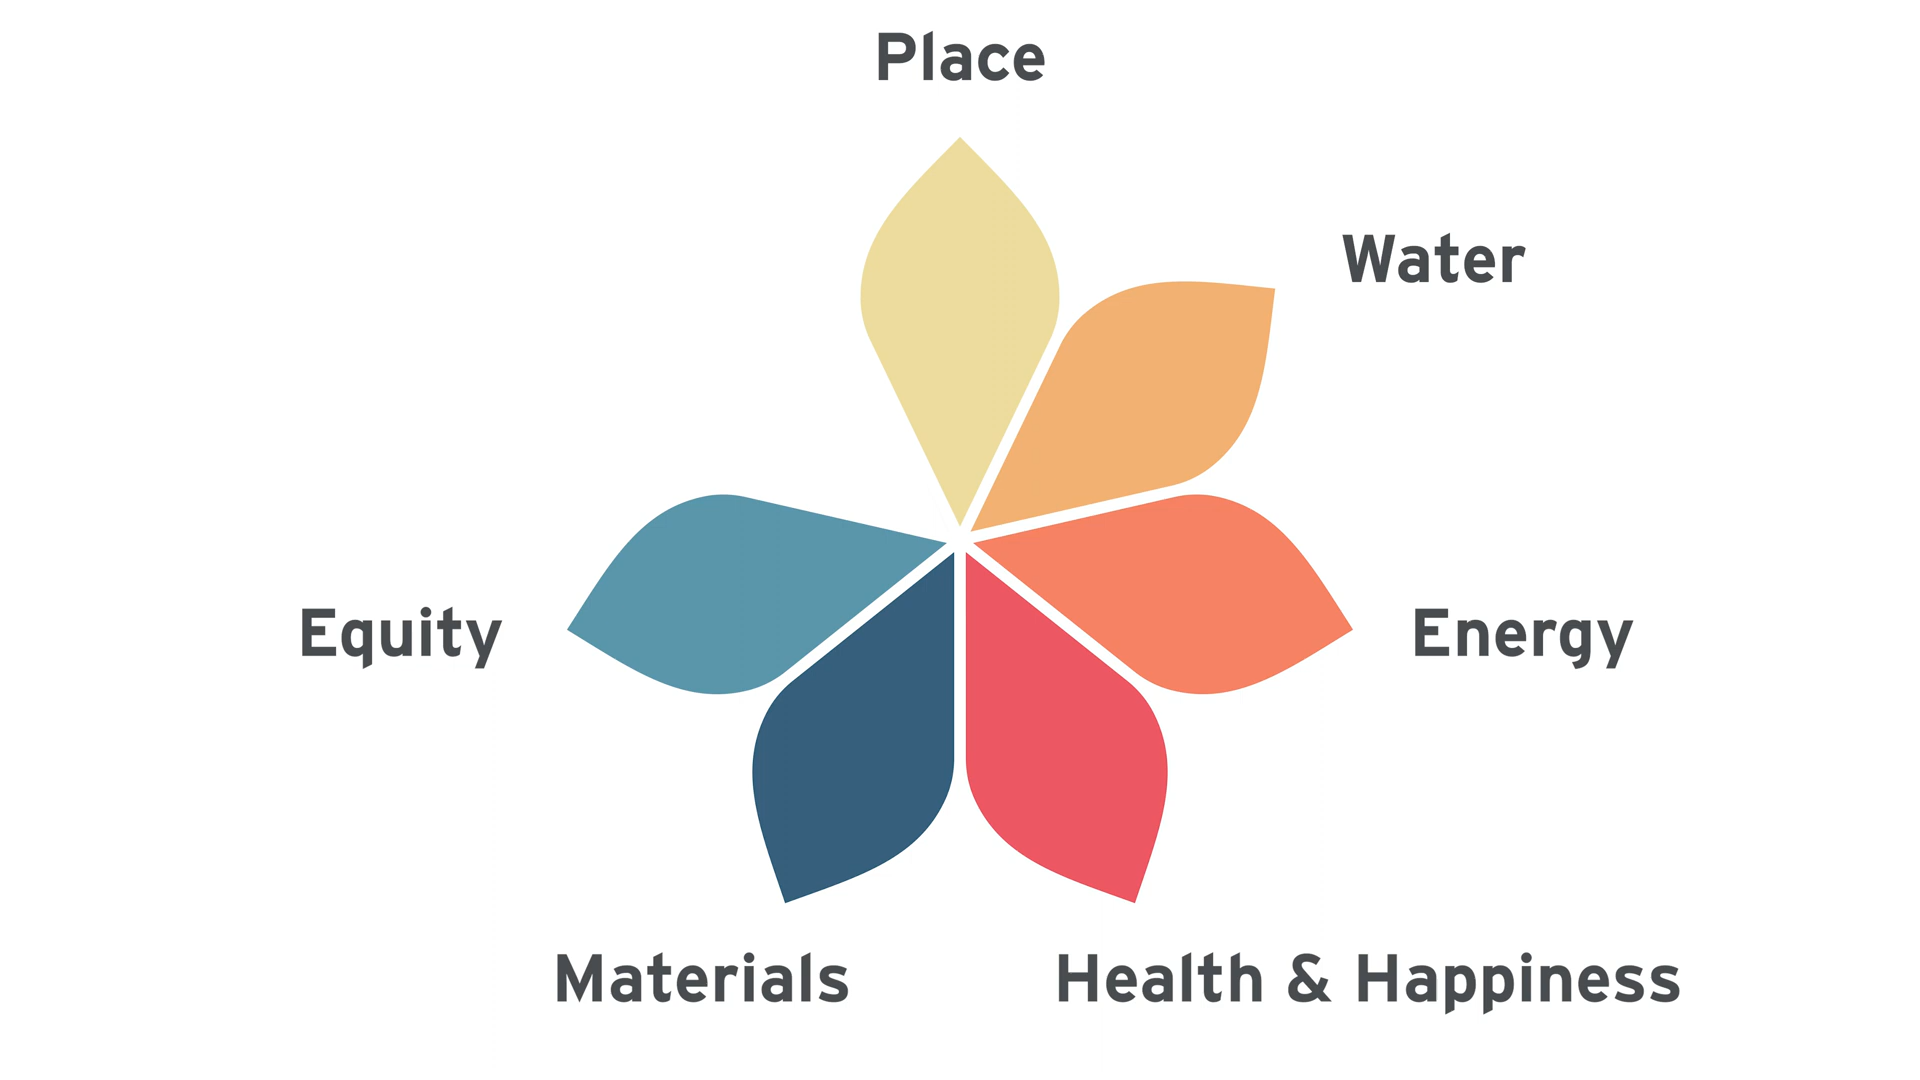 Place
Water
Equity
Energy
Materials
Health & Happiness